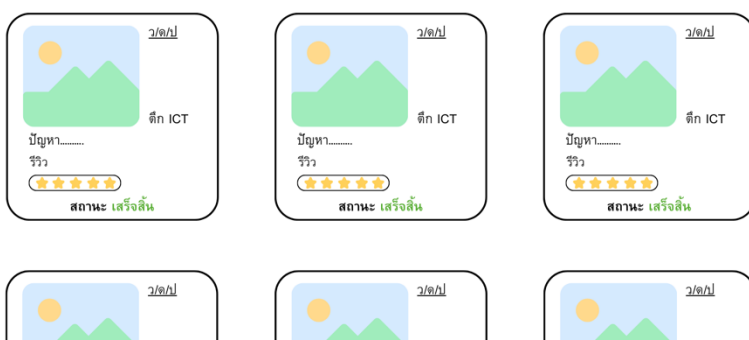 ว/ด/ป ว/ด/ป ว/ด/ป
ตึก ICT ตึก ICT ตึก ICT
ปัญหา.......... ปัญหา.......... ปัญหา..........
รีวิว รีวิว รีวิว
สถานะ เสร็จสิ้น สถานะ เสร็จสิ้น สถานะ เสร็จสิ้น
ว/ด/ป ว/ด/ป ว/ด/ป